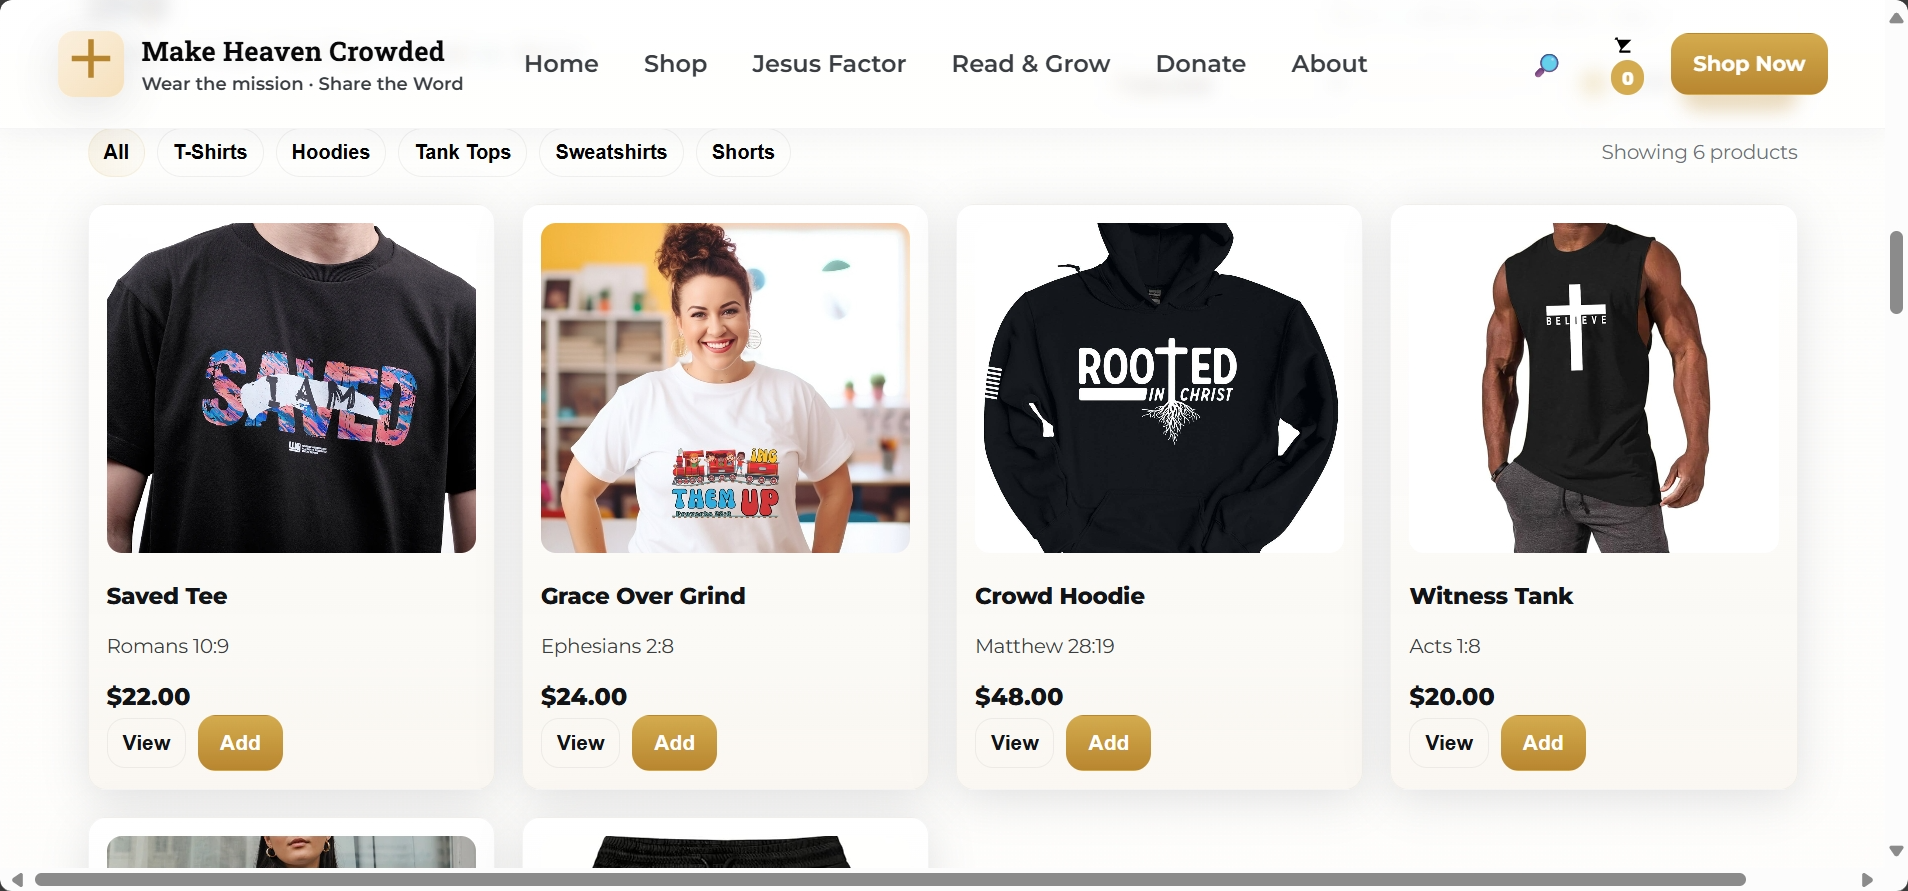 Make Heaven Crowded
Wear the mission · Share the Word
Home Shop Jesus Factor Read & Grow Donate About
0
Shop Now
All T-Shirts Hoodies Tank Tops Sweatshirts Shorts
Showing 6 products
SAVED
I AM
ING
THEM UP
ROOTED
IN CHRIST
BELIEVE
Saved Tee
Romans 10:9
$22.00
View Add
Grace Over Grind
Ephesians 2:8
$24.00
View Add
Crowd Hoodie
Matthew 28:19
$48.00
View Add
Witness Tank
Acts 1:8
$20.00
View Add